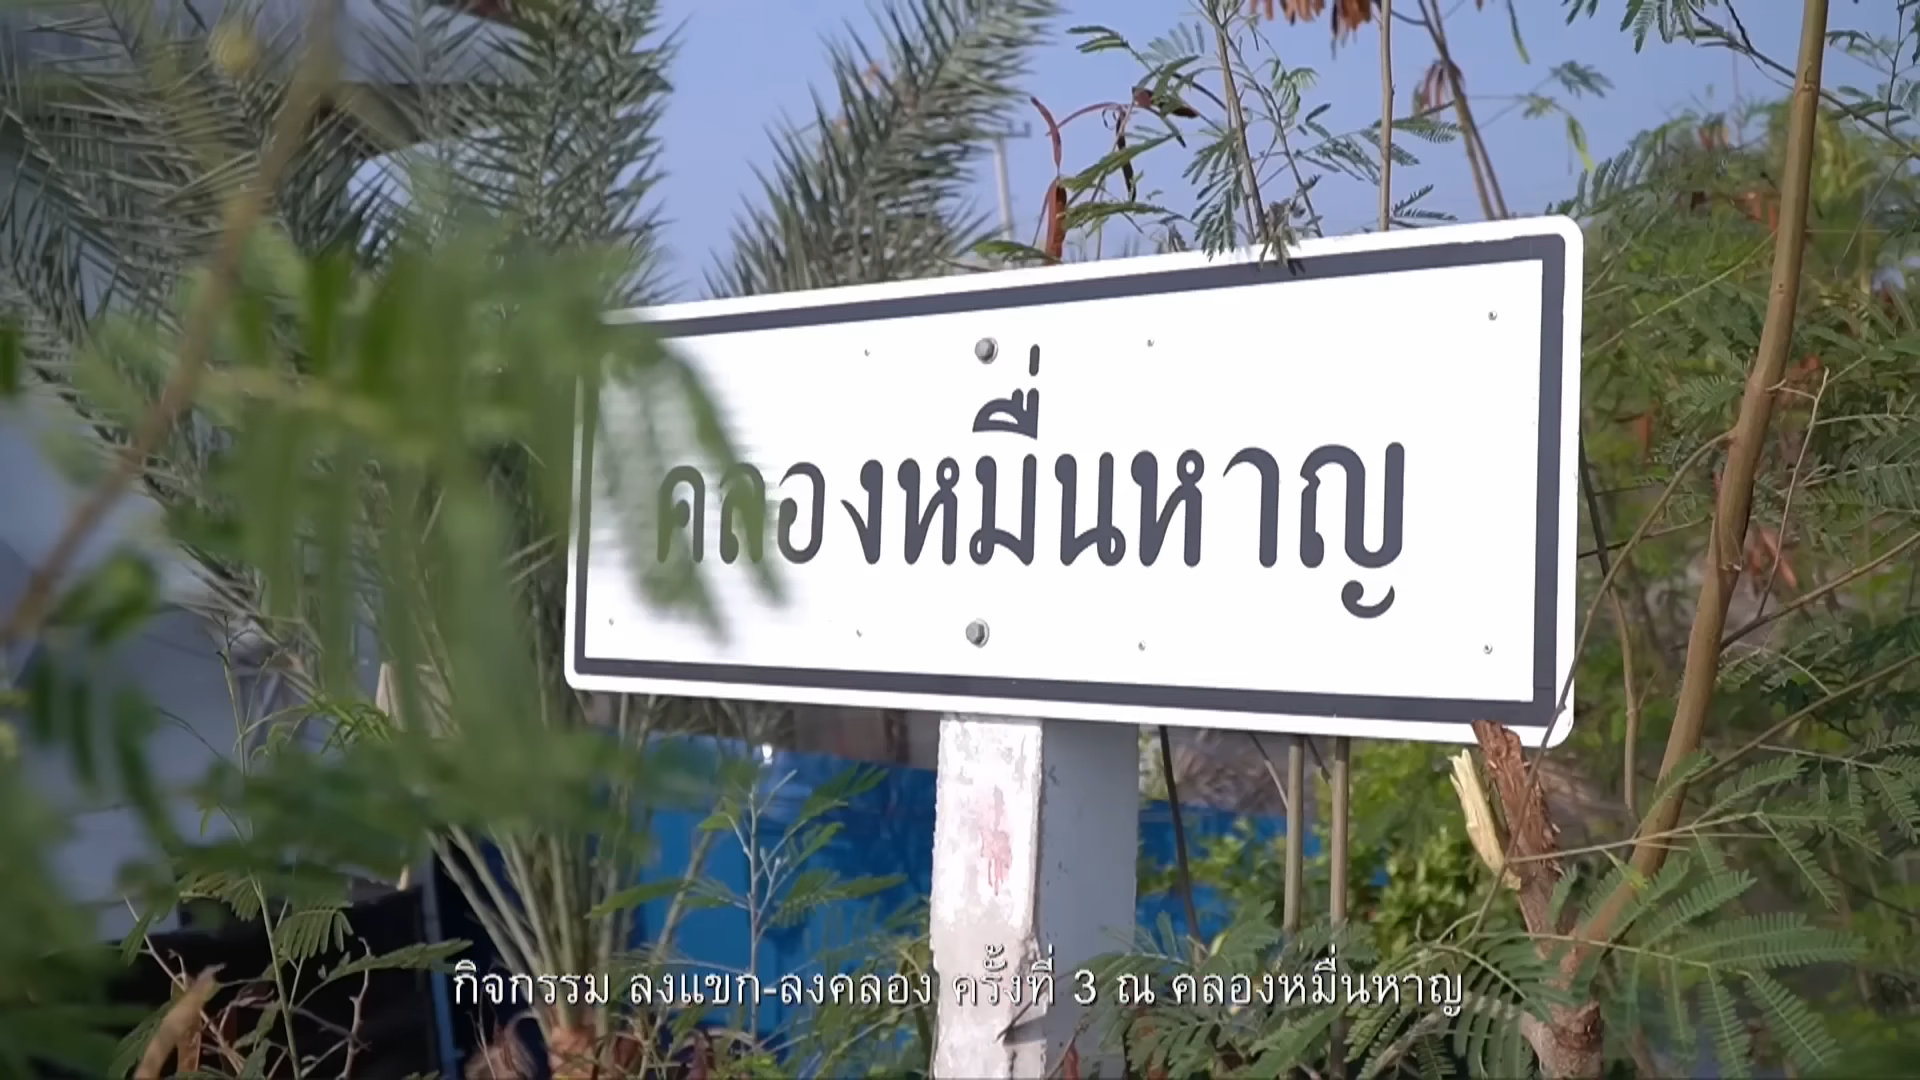 คลองหมื่นหาญ
กิจกรรม ลงแขก-ลงคลอง ครั้งที่ 3 ณ คลองหมื่นหาญ